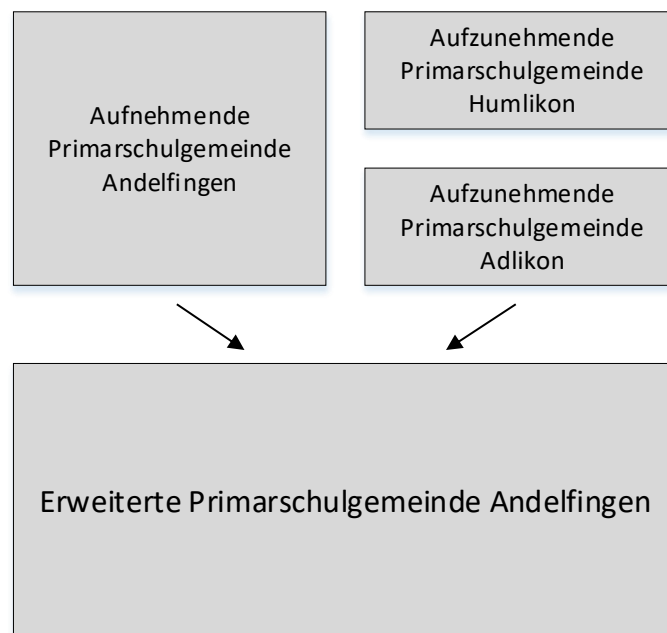 Aufnehmende
Primarschulgemeinde
Andelfingen
Aufzunehmende
Primarschulgemeinde
Humlikon
Aufzunehmende
Primarschulgemeinde
Adlikon
Erweiterte Primarschulgemeinde Andelfingen